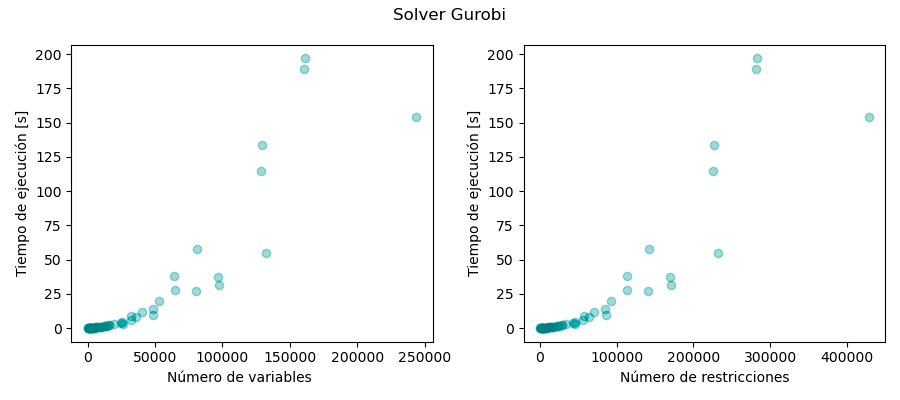 Solver Gurobi
Tiempo de ejecución [s]
200
175
150
125
100
75
50
25
0
0 50000 100000 150000 200000 250000
Número de variables
Tiempo de ejecución [s]
200
175
150
125
100
75
50
25
0
0 100000 200000 300000 400000
Número de restricciones